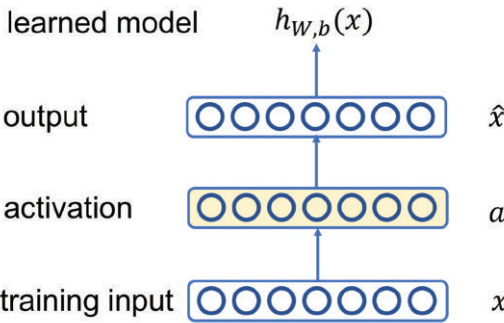 learned model h_{W,b}(x)
output x̂
activation a
training input x